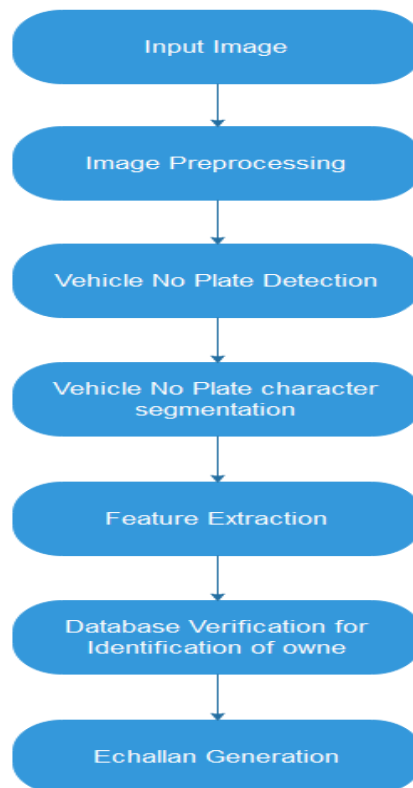 Input Image
Image Preprocessing
Vehicle No Plate Detection
Vehicle No Plate character
segmentation
Feature Extraction
Database Verification for
Identification of owne
Echallan Generation